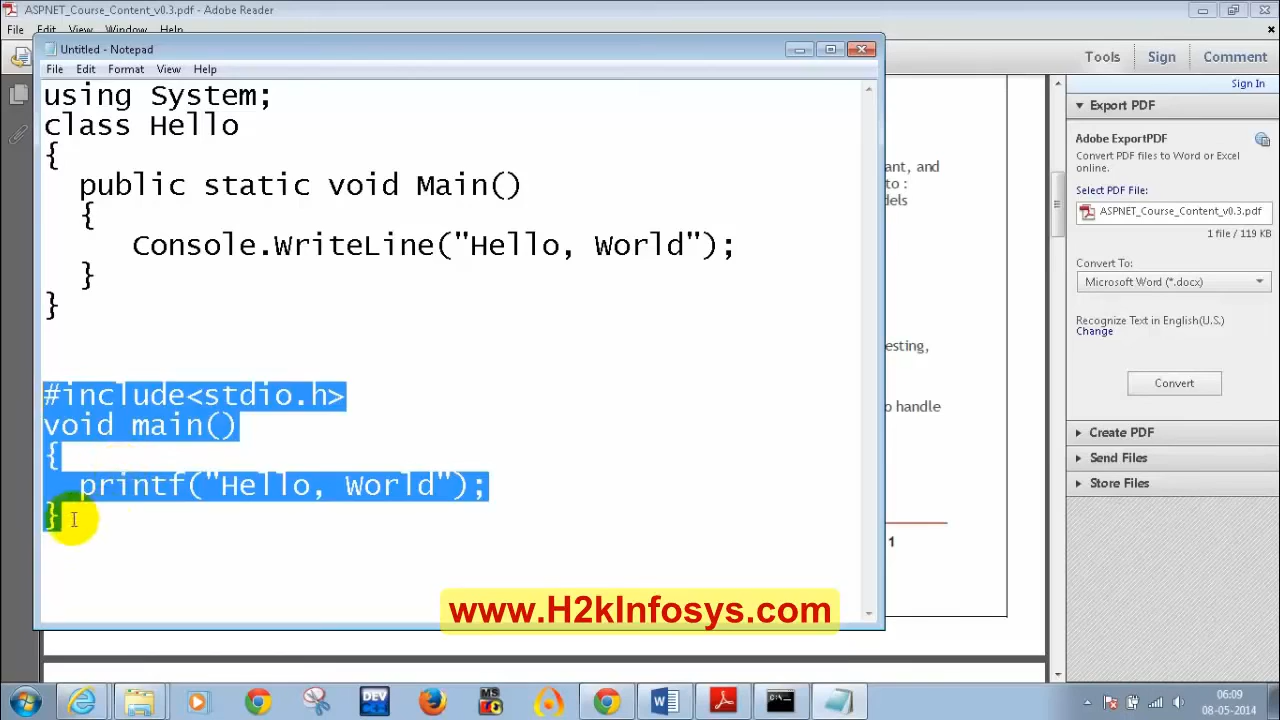 ASPNET_Course_Content_v0.3.pdf - Adobe Reader
File Edit View Window Help
Untitled - Notepad
File Edit Format View Help
using System;
class Hello
{
public static void Main()
{
Console.WriteLine("Hello, World");
}
}
#include<stdio.h>
void main()
{
printf("Hello, World");
}
ant, and
to :
dels
esting,
o handle
1
Tools Sign Comment
Sign In
Export PDF
Adobe ExportPDF
Convert PDF files to Word or Excel
online.
Select PDF File:
ASPNET_Course_Content_v0.3.pdf
1 file / 119 KB
Convert To:
Microsoft Word (*.docx)
Recognize Text in English(U.S.)
Change
Convert
Create PDF
Send Files
Store Files
www.H2kInfosys.com
DEV
MS
06:09
08-05-2014